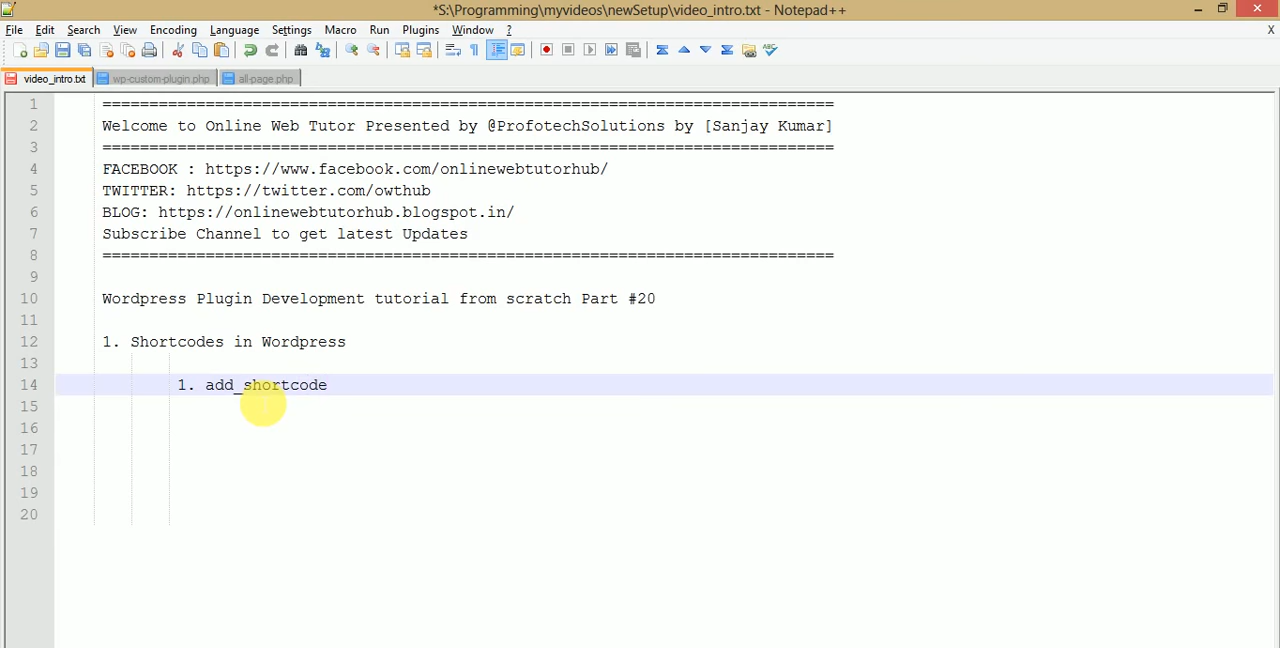 *S:\Programming\myvideos\newSetup\video_intro.txt - Notepad++
File Edit Search View Encoding Language Settings Macro Run Plugins Window ? X
video_intro.txt wp-custom-plugin.php all-page.php
1 ==============================================================================
2 Welcome to Online Web Tutor Presented by @ProfotechSolutions by [Sanjay Kumar]
3 ==============================================================================
4 FACEBOOK : https://www.facebook.com/onlinewebtutorhub/
5 TWITTER: https://twitter.com/owthub
6 BLOG: https://onlinewebtutorhub.blogspot.in/
7 Subscribe Channel to get latest Updates
8 ==============================================================================
9
10 Wordpress Plugin Development tutorial from scratch Part #20
11
12 1. Shortcodes in Wordpress
13
14 1. add_shortcode
15
16
17
18
19
20